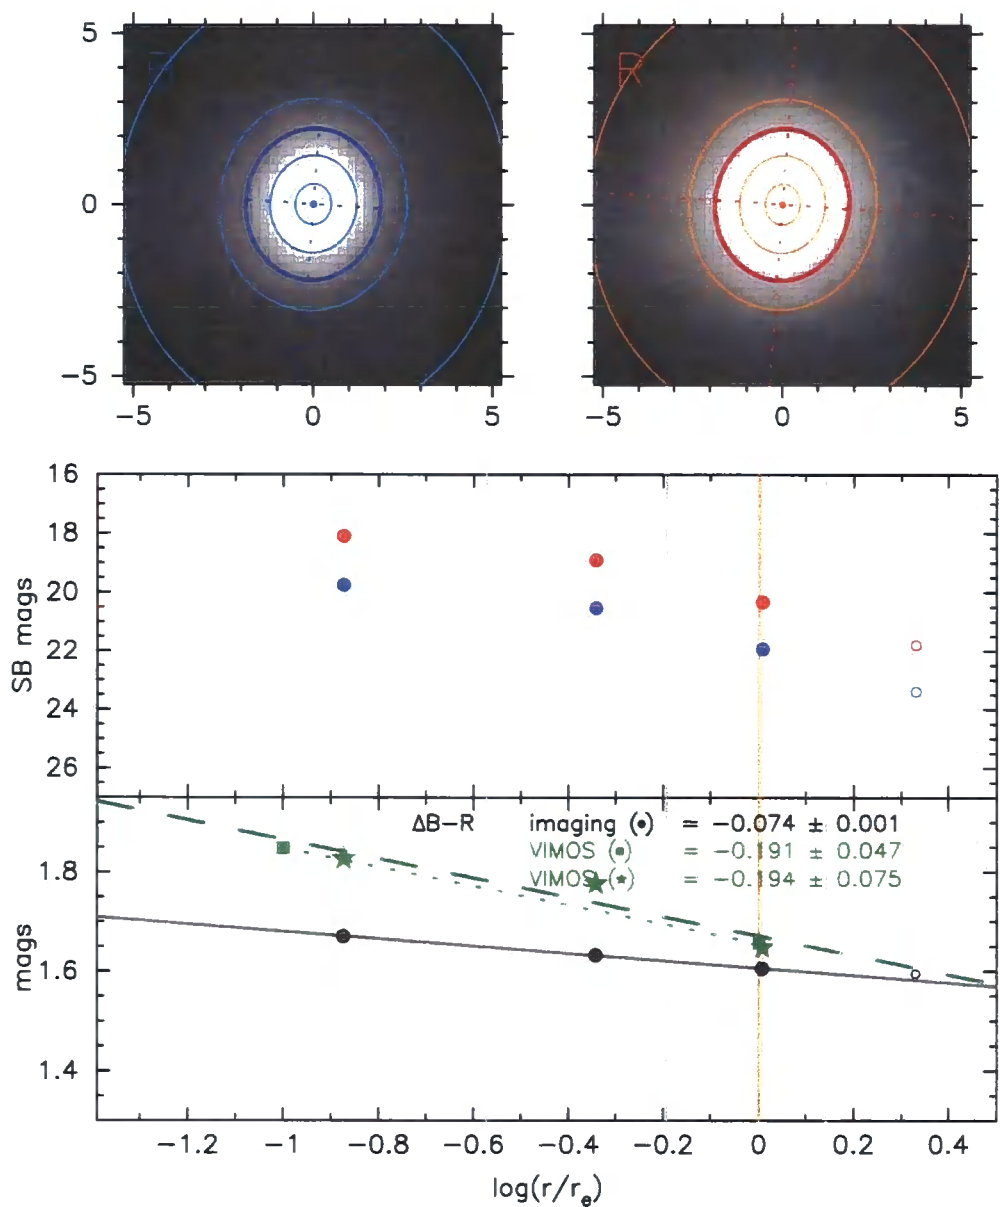 B
R
5
0
−5
−5 0 5
−5 0 5
16
18
20
22
24
26
SB mags
ΔB−R imaging (•) = −0.074 ± 0.001
VIMOS (▪) = −0.191 ± 0.047
VIMOS (★) = −0.194 ± 0.075
1.8
1.6
1.4
mags
−1.2 −1 −0.8 −0.6 −0.4 −0.2 0 0.2 0.4
log(r/re)